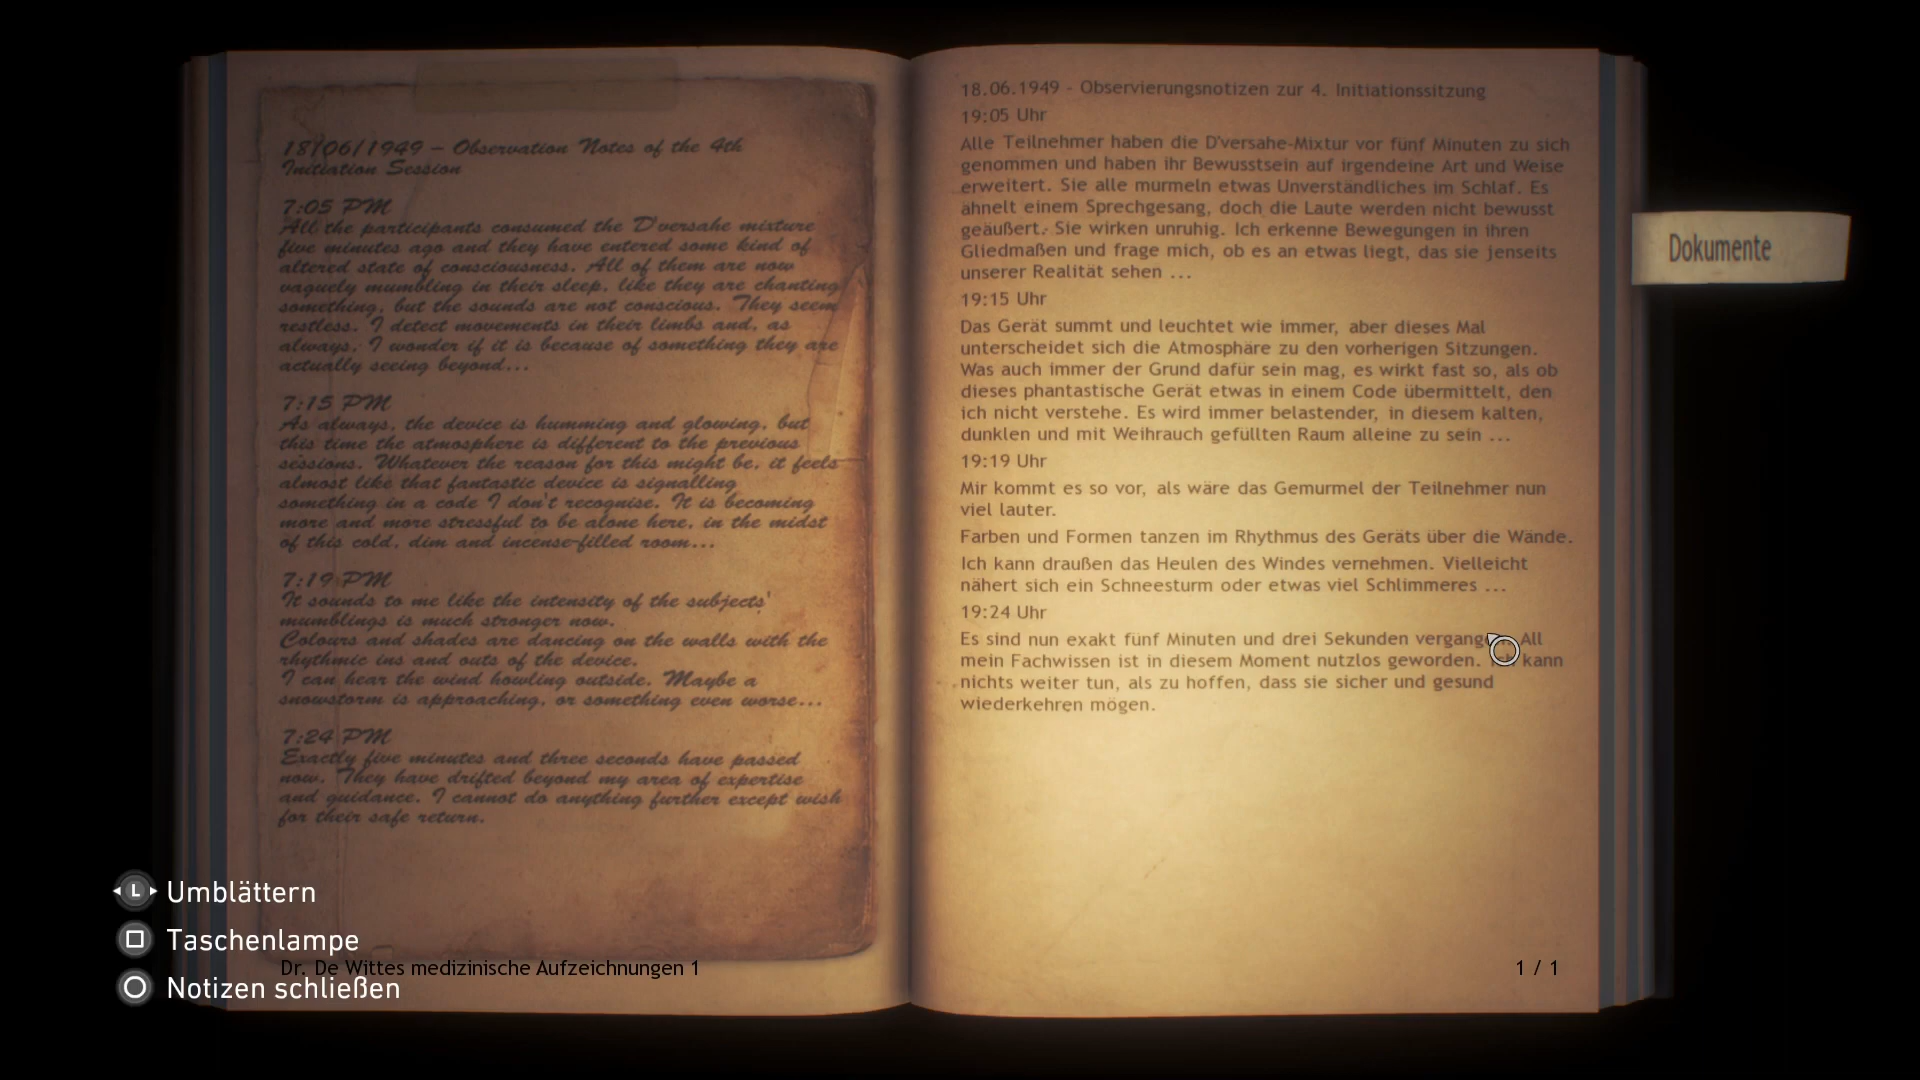 18/06/1949 – Observation Notes of the 4th
Initiation Session
7:05 PM
All the participants consumed the D'versahe mixture
five minutes ago and they have entered some kind of
altered state of consciousness. All of them are now
vaguely mumbling in their sleep, like they are chanting
something, but the sounds are not conscious. They seem
restless. I detect movements in their limbs and, as
always, I wonder if it is because of something they are
actually seeing beyond...
7:15 PM
As always, the device is humming and glowing, but
this time the atmosphere is different to the previous
sessions. Whatever the reason for this might be, it feels
almost like that fantastic device is signalling
something in a code I don't recognise. It is becoming
more and more stressful to be alone here, in the midst
of this cold, dim and incense-filled room...
7:19 PM
It sounds to me like the intensity of the subjects'
mumblings is much stronger now.
Colours and shades are dancing on the walls with the
rhythmic ins and outs of the device.
I can hear the wind howling outside. Maybe a
snowstorm is approaching, or something even worse...
7:24 PM
Exactly five minutes and three seconds have passed
now. They have drifted beyond my area of expertise
and guidance. I cannot do anything further except wish
for their safe return.
18.06.1949 - Observierungsnotizen zur 4. Initiationssitzung
19:05 Uhr
Alle Teilnehmer haben die D'versahe-Mixtur vor fünf Minuten zu sich
genommen und haben ihr Bewusstsein auf irgendeine Art und Weise
erweitert. Sie alle murmeln etwas Unverständliches im Schlaf. Es
ahnelt einem Sprechgesang, doch die Laute werden nicht bewusst
geäußert. Sie wirken unruhig. Ich erkenne Bewegungen in ihren
Gliedmaßen und frage mich, ob es an etwas liegt, das sie jenseits
unserer Realität sehen ...
19:15 Uhr
Das Gerät summt und leuchtet wie immer, aber dieses Mal
unterscheidet sich die Atmosphäre zu den vorherigen Sitzungen.
Was auch immer der Grund dafür sein mag, es wirkt fast so, als ob
dieses phantastische Gerät etwas in einem Code übermittelt, den
ich nicht verstehe. Es wird immer belastender, in diesem kalten,
dunklen und mit Weihrauch gefüllten Raum alleine zu sein ...
19:19 Uhr
Mir kommt es so vor, als wäre das Gemurmel der Teilnehmer nun
viel lauter.
Farben und Formen tanzen im Rhythmus des Geräts über die Wände.
Ich kann draußen das Heulen des Windes vernehmen. Vielleicht
nähert sich ein Schneesturm oder etwas viel Schlimmeres ...
19:24 Uhr
Es sind nun exakt fünf Minuten und drei Sekunden vergangen. All
mein Fachwissen ist in diesem Moment nutzlos geworden. Ich kann
nichts weiter tun, als zu hoffen, dass sie sicher und gesund
wiederkehren mögen.
Dokumente
L Umblättern
Taschenlampe
Dr. De Wittes medizinische Aufzeichnungen 1
1 / 1
Notizen schließen